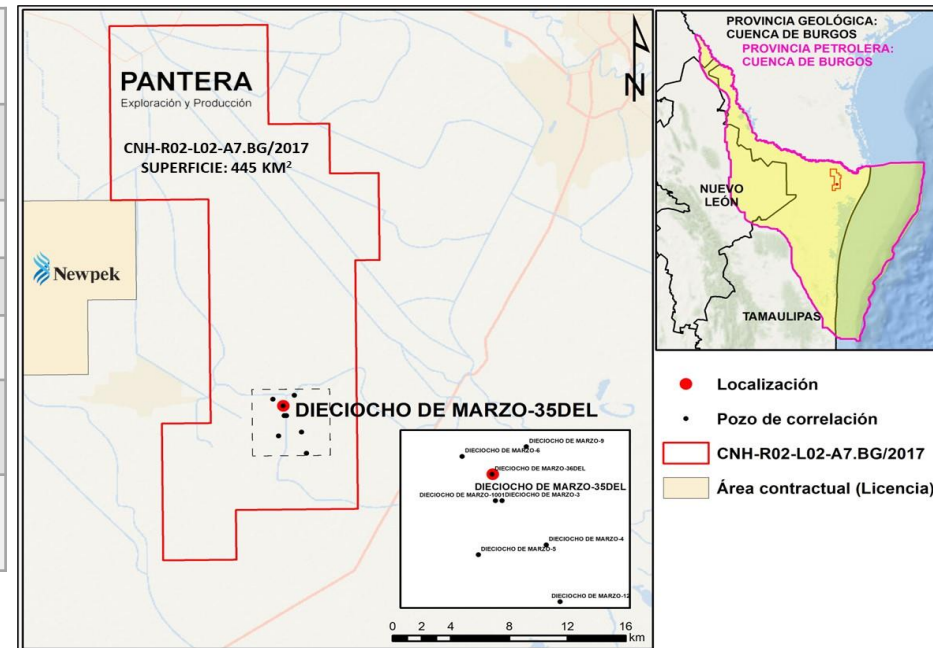 PANTERA
Exploración y Producción
CNH-R02-L02-A7.BG/2017
SUPERFICIE: 445 KM²
Newpek
DIECIOCHO DE MARZO-35DEL
N
DIECIOCHO DE MARZO-9
DIECIOCHO DE MARZO-6
DIECIOCHO DE MARZO-36DEL
DIECIOCHO DE MARZO-35DEL
DIECIOCHO DE MARZO-1001
DIECIOCHO DE MARZO-3
DIECIOCHO DE MARZO-4
DIECIOCHO DE MARZO-5
DIECIOCHO DE MARZO-12
0 2 4 8 12 16
km
PROVINCIA GEOLÓGICA:
CUENCA DE BURGOS
PROVINCIA PETROLERA:
CUENCA DE BURGOS
NUEVO
LEÓN
TAMAULIPAS
Localización
Pozo de correlación
CNH-R02-L02-A7.BG/2017
Área contractual (Licencia)